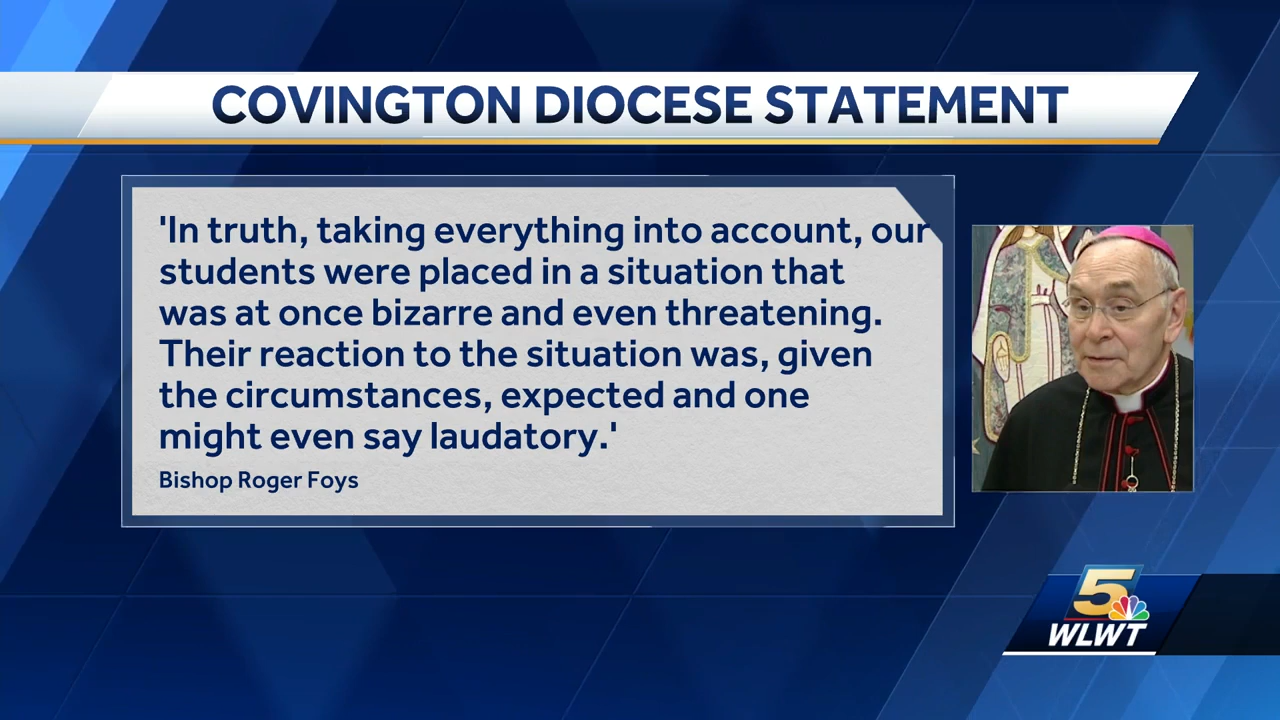 COVINGTON DIOCESE STATEMENT
'In truth, taking everything into account, our
students were placed in a situation that
was at once bizarre and even threatening.
Their reaction to the situation was, given
the circumstances, expected and one
might even say laudatory.'
Bishop Roger Foys
5
WLWT